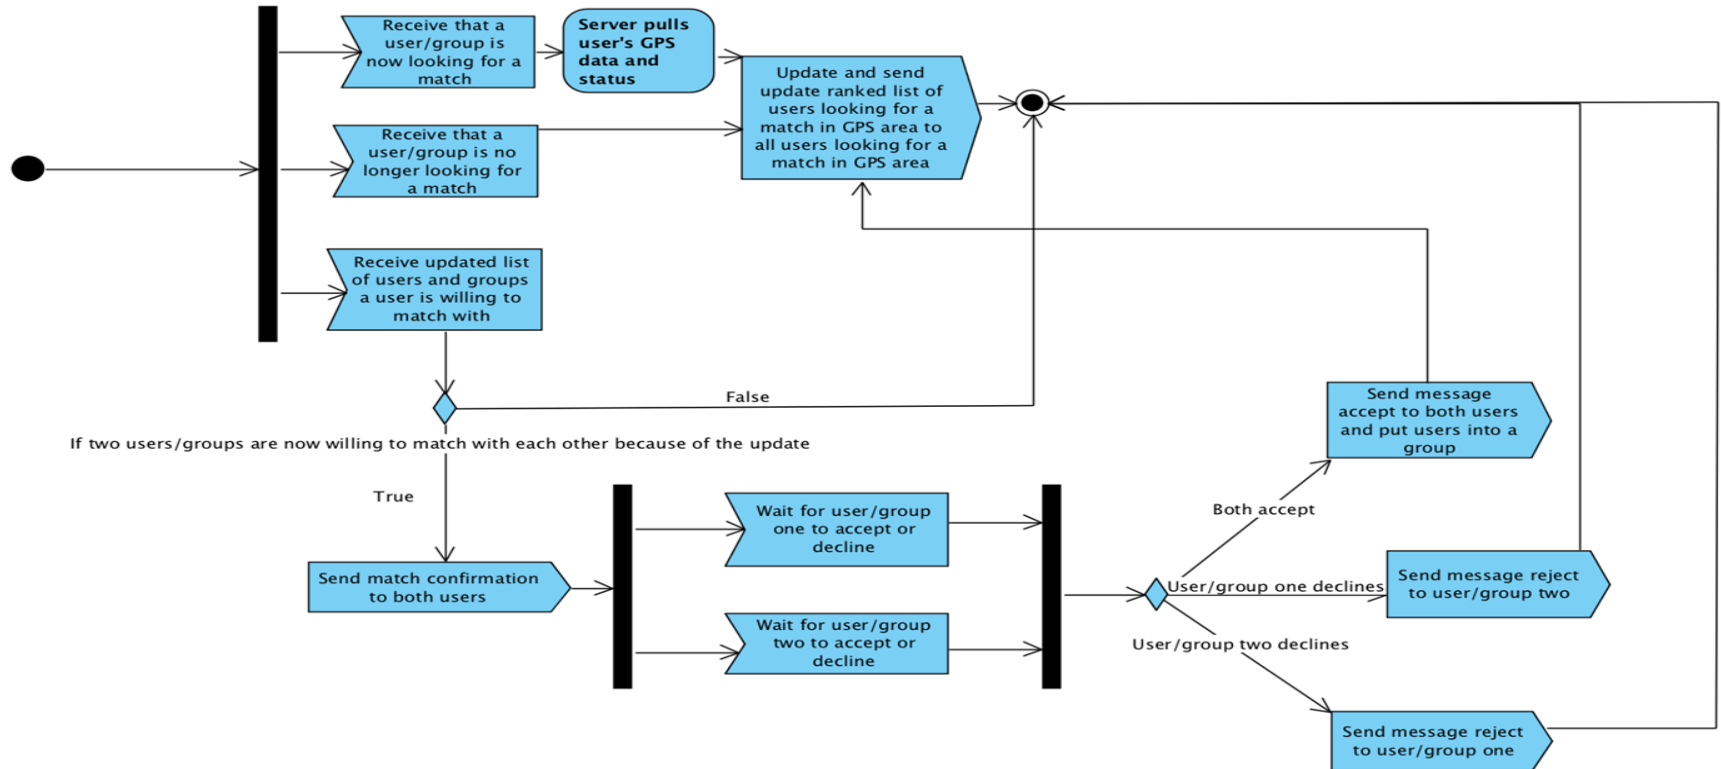 Receive that a
user/group is
now looking for a
match
Server pulls
user's GPS
data and
status
Update and send
update ranked list of
users looking for a
match in GPS area to
all users looking for a
match in GPS area
Receive that a
user/group is no
longer looking for
a match
Receive updated list
of users and groups
a user is willing to
match with
False
If two users/groups are now willing to match with each other because of the update
True
Send match confirmation
to both users
Wait for user/group
one to accept or
decline
Wait for user/group
two to accept or
decline
Both accept
User/group one declines
User/group two declines
Send message
accept to both users
and put users into a
group
Send message reject
to user/group two
Send message reject
to user/group one